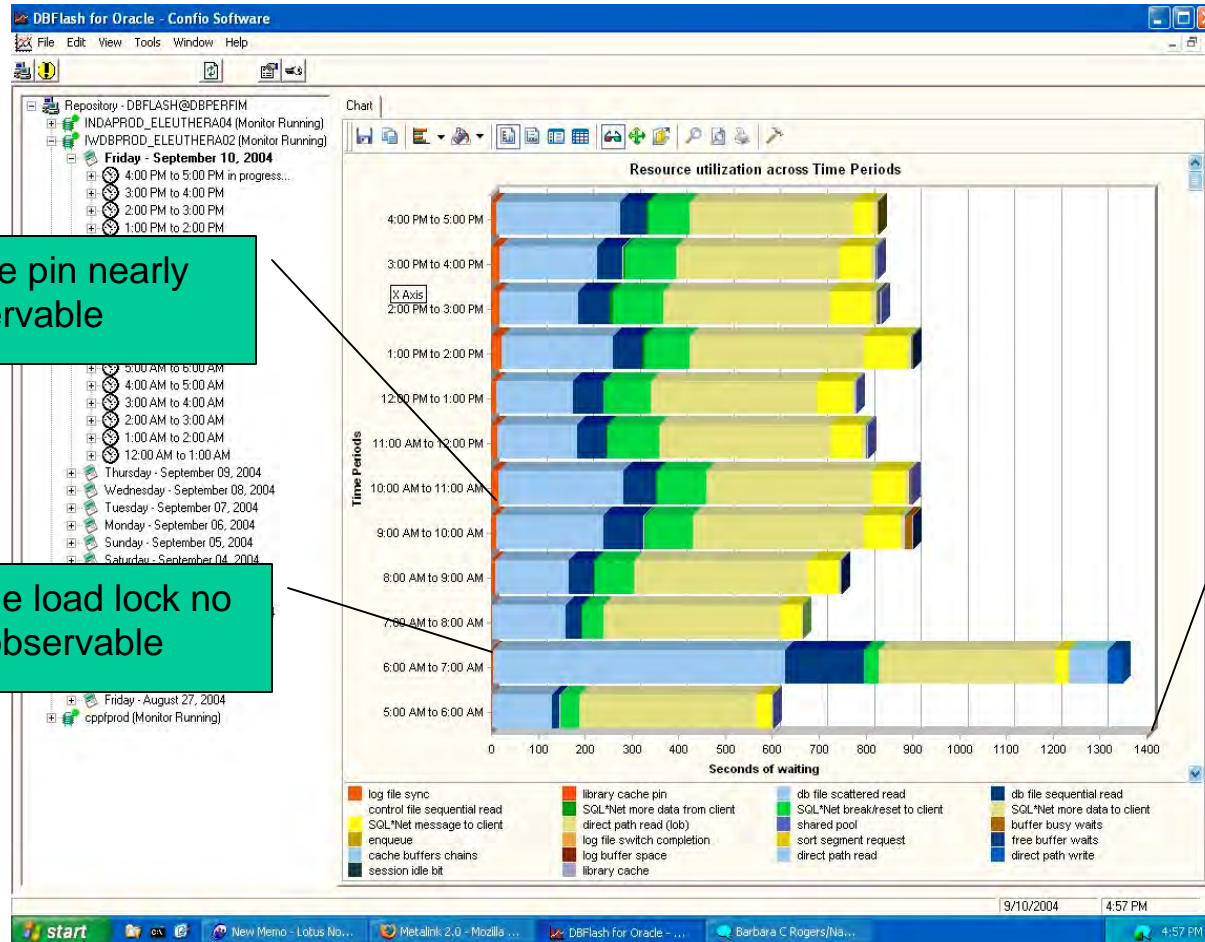 DBFlash for Oracle - Confio Software
File Edit View Tools Window Help
Repository - DBFLASH@DBPERFIM
INDAPROD_ELEUTHERA04 (Monitor Running)
IWDBPROD_ELEUTHERA02 (Monitor Running)
Friday - September 10, 2004
4:00 PM to 5:00 PM in progress...
3:00 PM to 4:00 PM
2:00 PM to 3:00 PM
1:00 PM to 2:00 PM
e pin nearly
ervable
5:00 AM to 6:00 AM
4:00 AM to 5:00 AM
3:00 AM to 4:00 AM
2:00 AM to 3:00 AM
1:00 AM to 2:00 AM
12:00 AM to 1:00 AM
Thursday - September 09, 2004
Wednesday - September 08, 2004
Tuesday - September 07, 2004
Monday - September 06, 2004
Sunday - September 05, 2004
Saturday - September 04, 2004
e load lock no
observable
Friday - August 27, 2004
cppfprod (Monitor Running)
Chart
Resource utilization across Time Periods
Time Periods
4:00 PM to 5:00 PM
3:00 PM to 4:00 PM
X Axis
2:00 PM to 3:00 PM
1:00 PM to 2:00 PM
12:00 PM to 1:00 PM
11:00 AM to 12:00 PM
10:00 AM to 11:00 AM
9:00 AM to 10:00 AM
8:00 AM to 9:00 AM
7:00 AM to 8:00 AM
6:00 AM to 7:00 AM
5:00 AM to 6:00 AM
0 100 200 300 400 500 600 700 800 900 1000 1100 1200 1300 1400
Seconds of waiting
log file sync library cache pin db file scattered read db file sequential read
control file sequential read SQL*Net more data from client SQL*Net break/reset to client SQL*Net more data to client
SQL*Net message to client direct path read (lob) shared pool buffer busy waits
enqueue log file switch completion sort segment request free buffer waits
cache buffers chains log buffer space direct path read direct path write
session idle bit library cache
9/10/2004 4:57 PM
start New Memo - Lotus No... Metalink 2.0 - Mozilla ... DBFlash for Oracle - ... Barbara C Rogers/Na... 4:57 PM